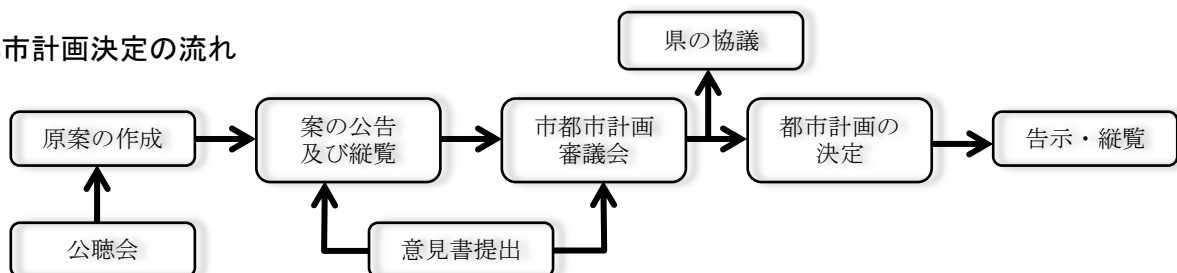 市計画決定の流れ
県の協議
原案の作成
案の公告
及び縦覧
市都市計画
審議会
都市計画の
決定
告示・縦覧
公聴会
意見書提出